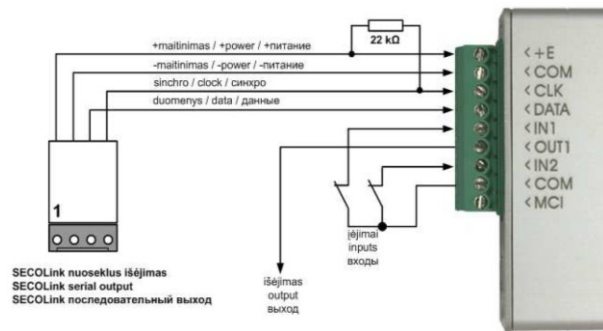 +maitinimas / +power / +питание
22 kΩ
-maitinimas / -power / -питание
sinchro / clock / синхро
duomenys / data / данные
<+E
<COM
<CLK
<DATA
<IN1
<OUT1
<IN2
<COM
<MCI
1
įėjimai
inputs
входы
SECOLink nuoseklus išėjimas
SECOLink serial output
SECOLink последовательный выход
išėjimas
output
выход